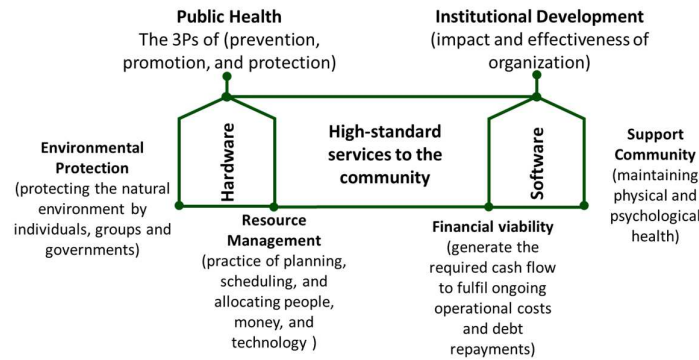 Public Health
The 3Ps of (prevention,
promotion, and protection)
Institutional Development
(impact and effectiveness of
organization)
Environmental
Protection
(protecting the natural
environment by
individuals, groups and
governments)
Hardware
High-standard
services to the
community
Software
Support
Community
(maintaining
physical and
psychological
health)
Resource
Management
(practice of planning,
scheduling, and
allocating people,
money, and
technology )
Financial viability
(generate the
required cash flow
to fulfil ongoing
operational costs
and debt
repayments)